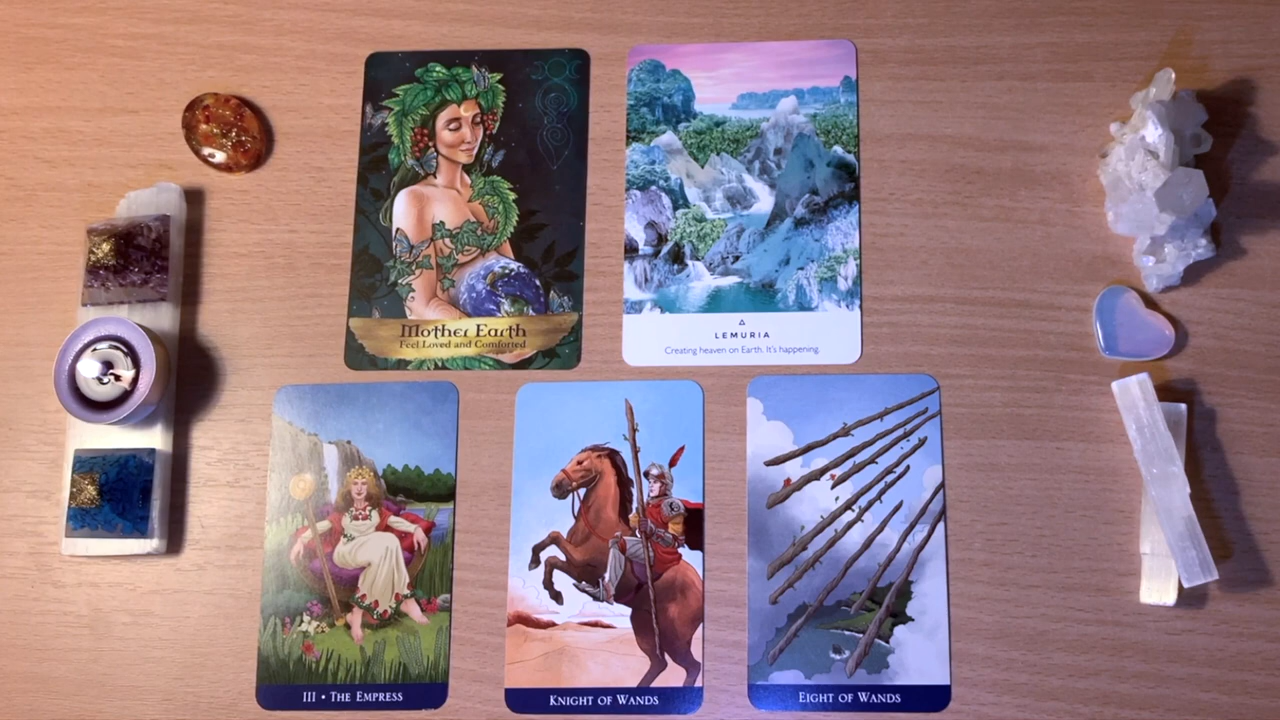 Mother Earth
Feel Loved and Comforted
LEMURIA
Creating heaven on Earth. It's happening.
III • THE EMPRESS
KNIGHT OF WANDS
EIGHT OF WANDS